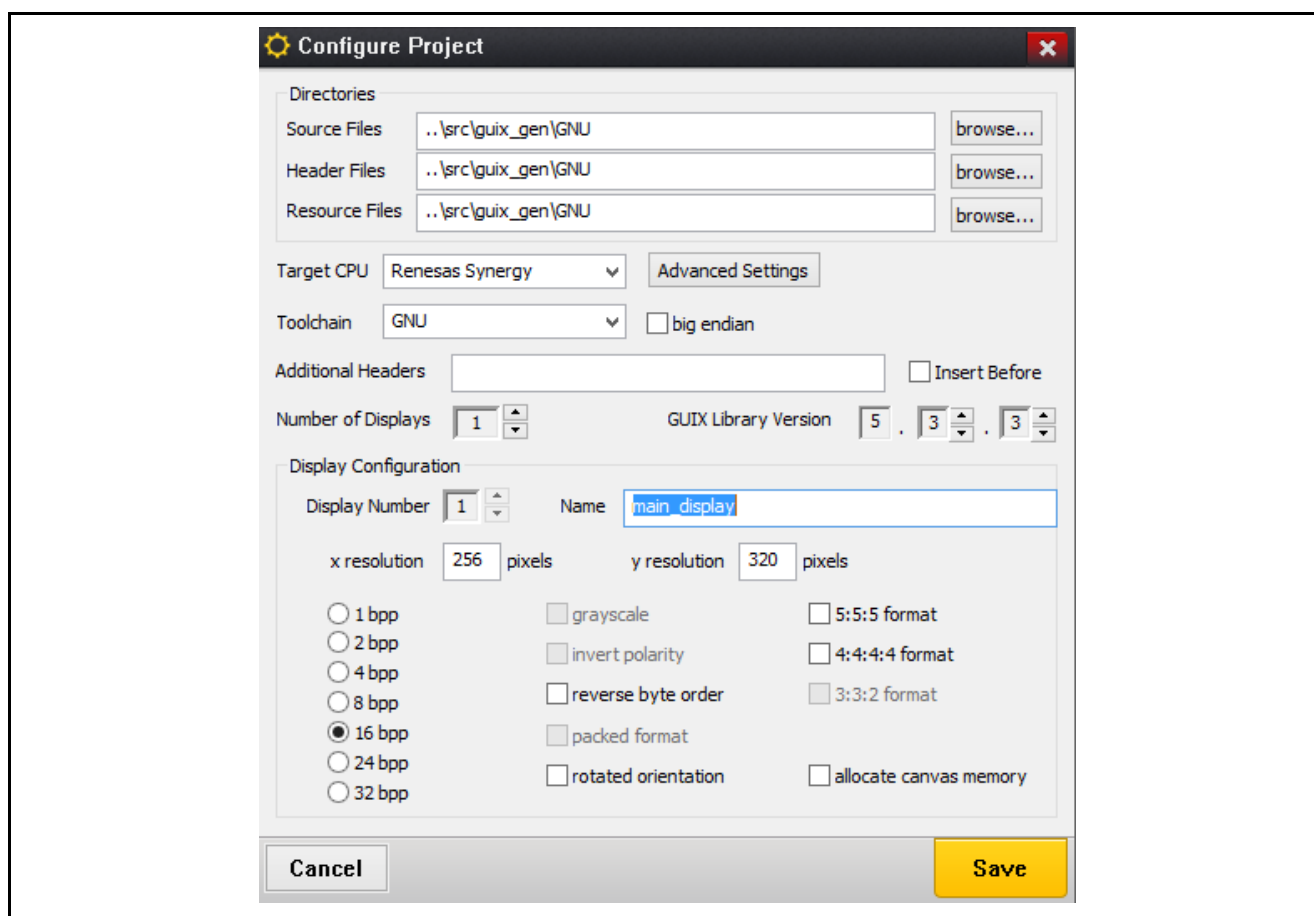 Configure Project
Directories
Source Files ..\src\guix_gen\GNU browse...
Header Files ..\src\guix_gen\GNU browse...
Resource Files ..\src\guix_gen\GNU browse...
Target CPU Renesas Synergy Advanced Settings
Toolchain GNU big endian
Additional Headers Insert Before
Number of Displays 1 GUIX Library Version 5 . 3 . 3
Display Configuration
Display Number 1 Name main_display
x resolution 256 pixels y resolution 320 pixels
1 bpp grayscale 5:5:5 format
2 bpp
invert polarity 4:4:4:4 format
4 bpp
8 bpp reverse byte order 3:3:2 format
16 bpp packed format
24 bpp
rotated orientation allocate canvas memory
32 bpp
Cancel Save